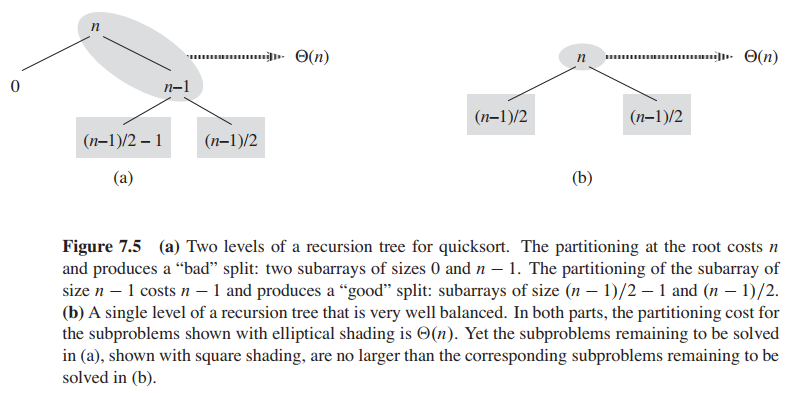 n
Θ(n)
0
n–1
(n–1)/2 – 1
(n–1)/2
(a)
n
Θ(n)
(n–1)/2
(n–1)/2
(b)
Figure 7.5 (a) Two levels of a recursion tree for quicksort. The partitioning at the root costs n
and produces a “bad” split: two subarrays of sizes 0 and n − 1. The partitioning of the subarray of
size n − 1 costs n − 1 and produces a “good” split: subarrays of size (n − 1)/2 − 1 and (n − 1)/2.
(b) A single level of a recursion tree that is very well balanced. In both parts, the partitioning cost for
the subproblems shown with elliptical shading is Θ(n). Yet the subproblems remaining to be solved
in (a), shown with square shading, are no larger than the corresponding subproblems remaining to be
solved in (b).